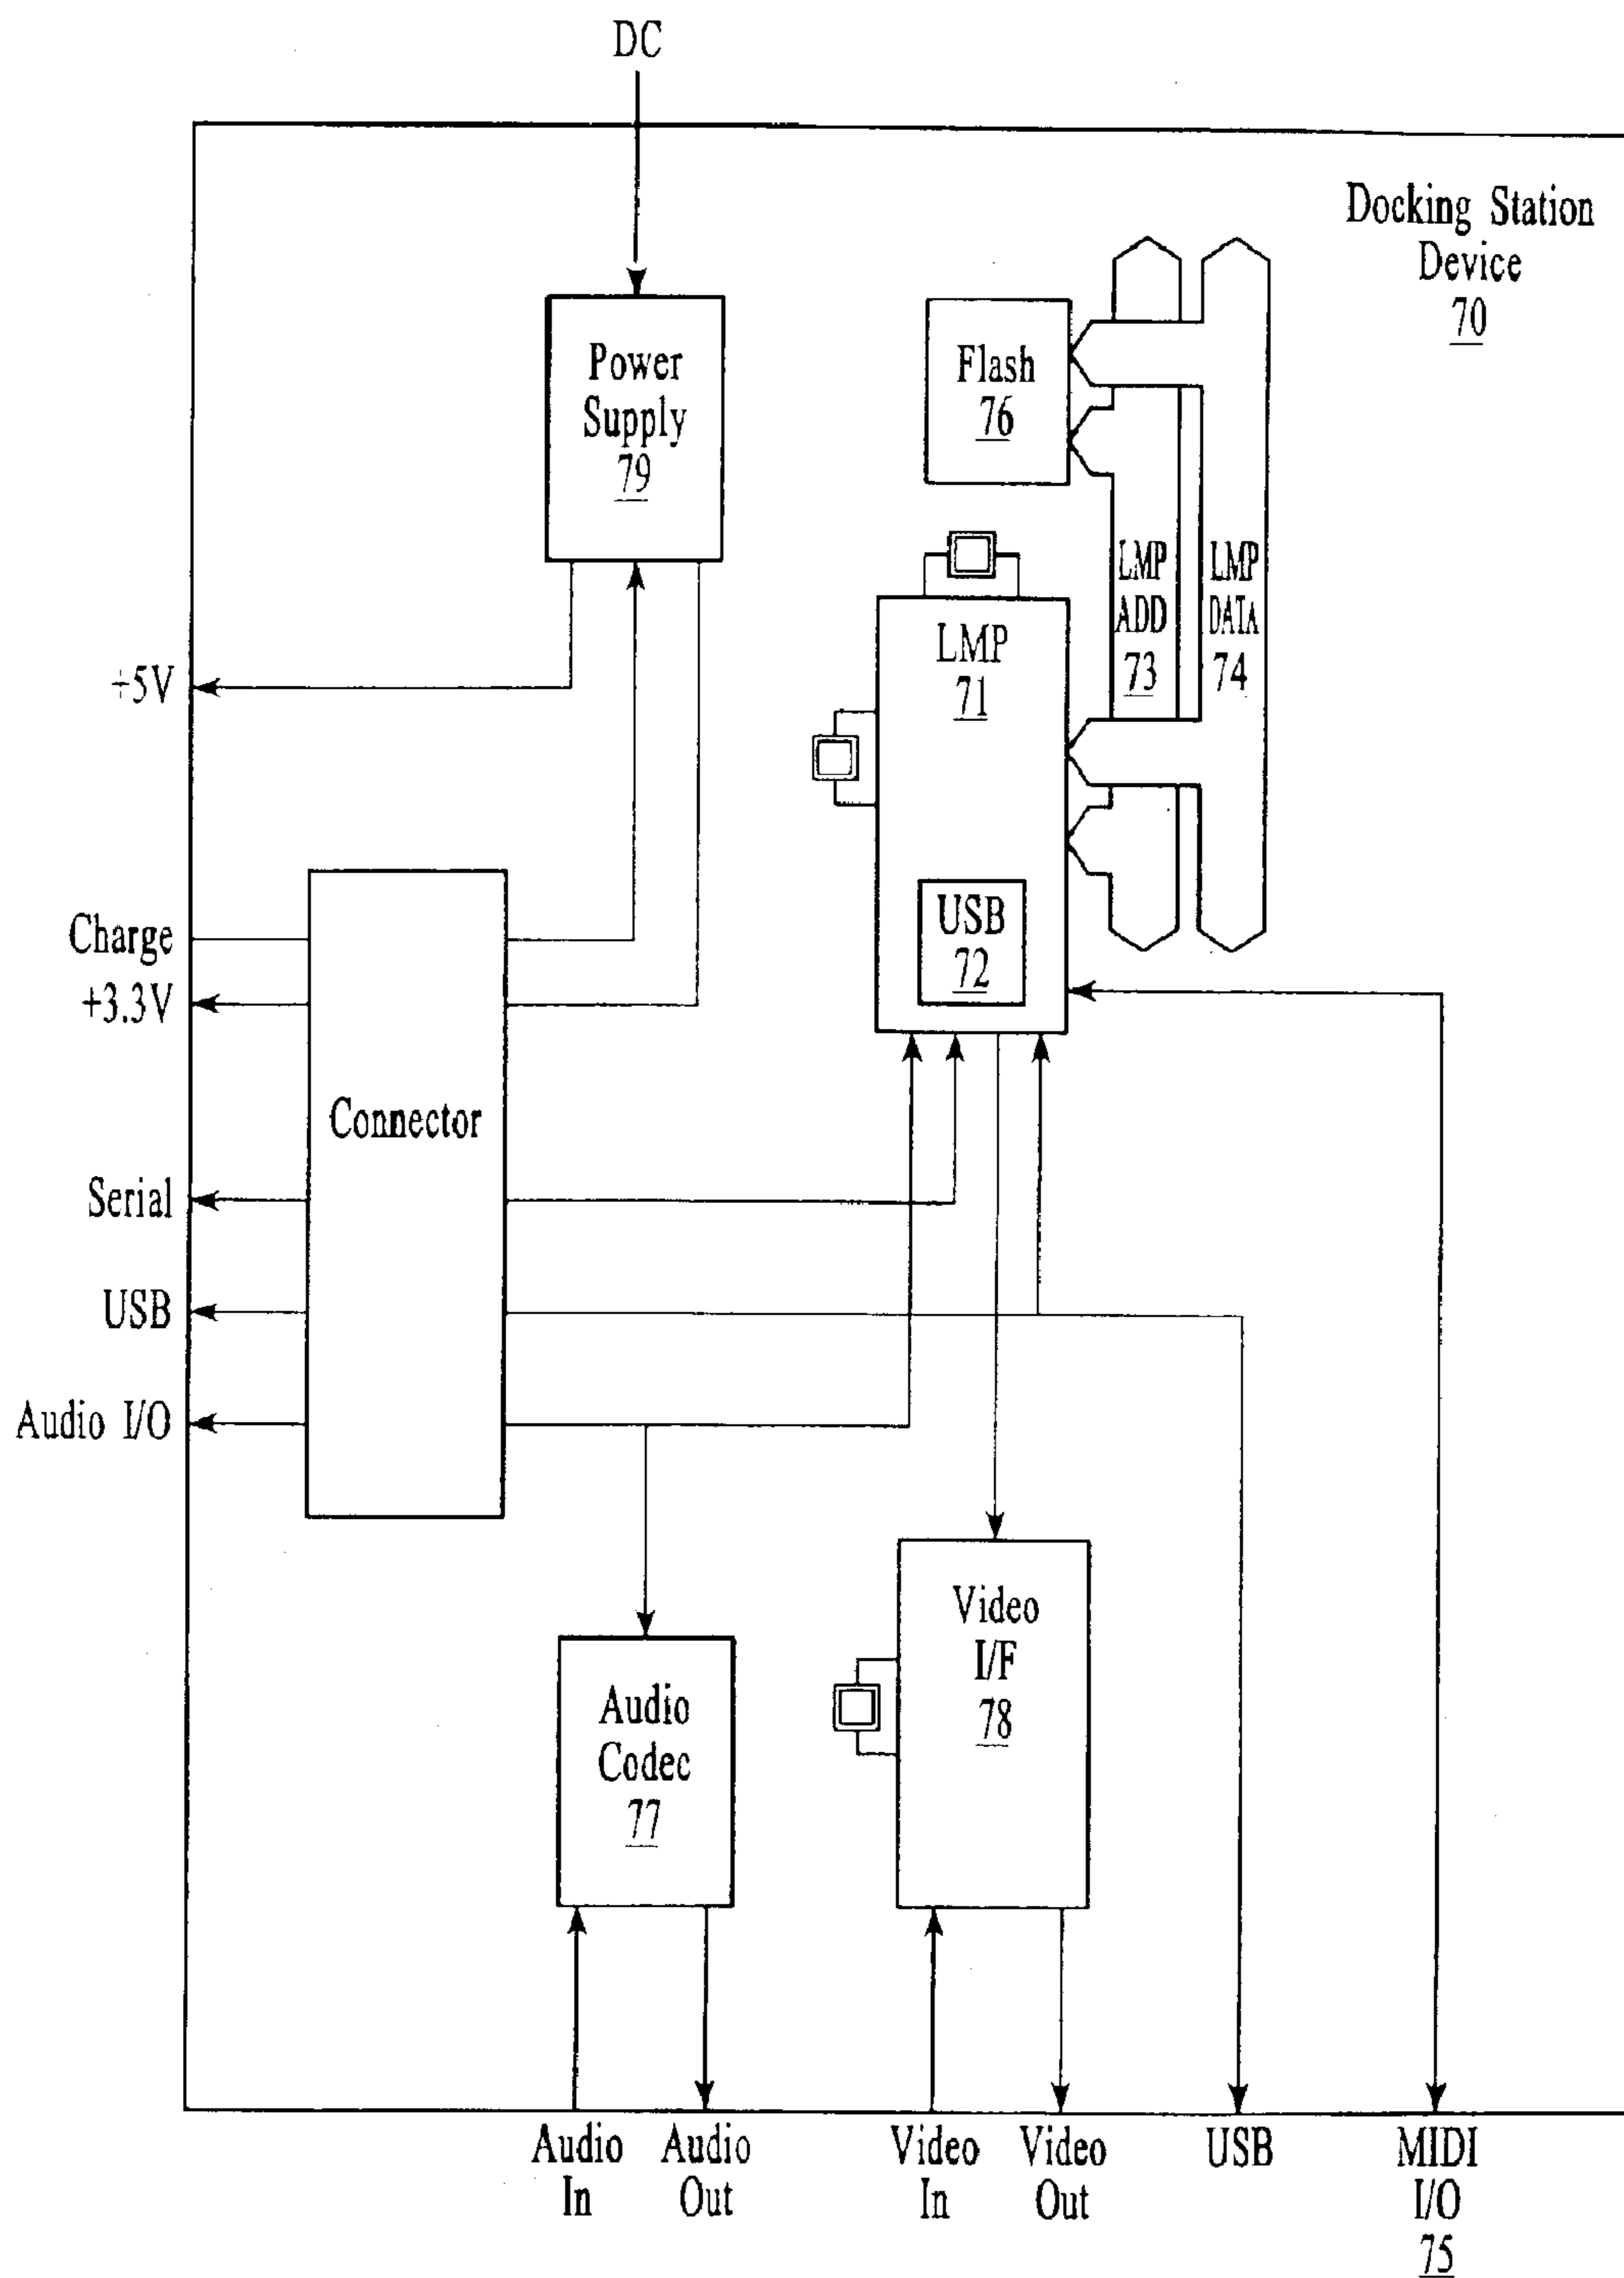 DC
Docking Station
Device
70
Power
Supply
79
Flash
76
LMP
ADD
73
LMP
DATA
74
LMP
71
USB
72
+5V
Charge
+3.3V
Connector
Serial
USB
Audio I/O
Video
I/F
78
Audio
Codec
77
Audio
In
Audio
Out
Video
In
Video
Out
USB
MIDI
I/O
75